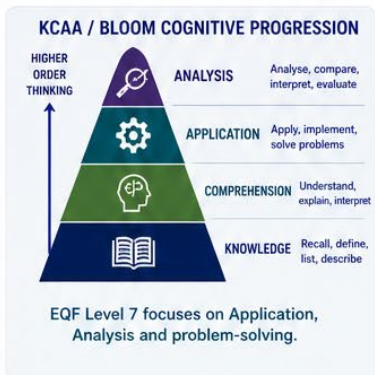 KCAA / BLOOM COGNITIVE PROGRESSION
HIGHER
ORDER
THINKING
ANALYSIS
Analyse, compare,
interpret, evaluate
APPLICATION
Apply, implement,
solve problems
COMPREHENSION
Understand,
explain, interpret
KNOWLEDGE
Recall, define,
list, describe
EQF Level 7 focuses on Application,
Analysis and problem-solving.